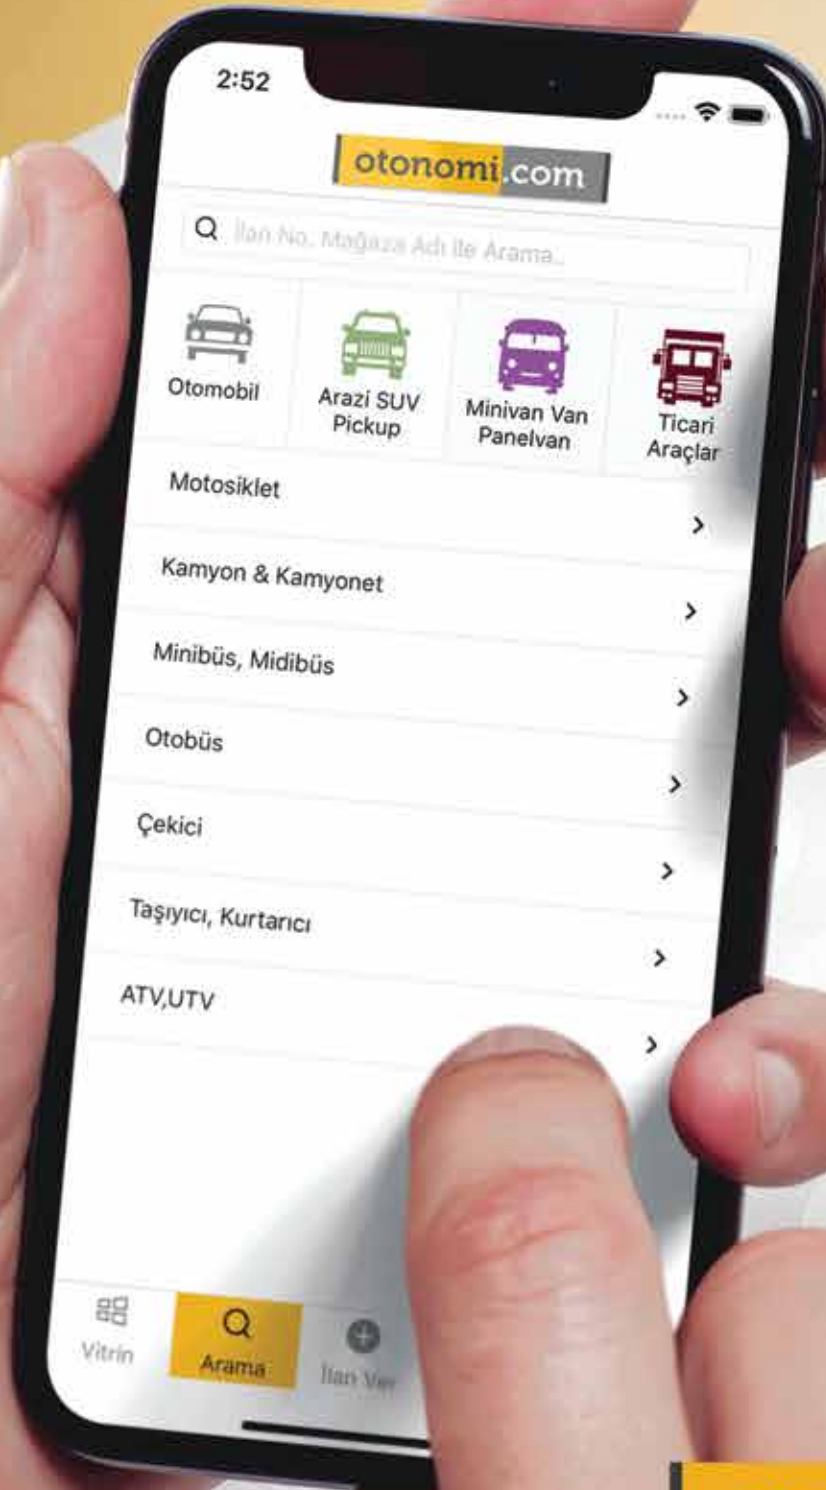 2:52
otonomi.com
İlan No, Mağaza Adı ile Arama..
Otomobil
Arazi SUV
Pickup
Minivan Van
Panelvan
Ticari
Araçlar
Motosiklet
Kamyon & Kamyonet
Minibüs, Midibüs
Otobüs
Çekici
Taşıyıcı, Kurtarıcı
ATV,UTV
Vitrin
Arama
İlan Ver